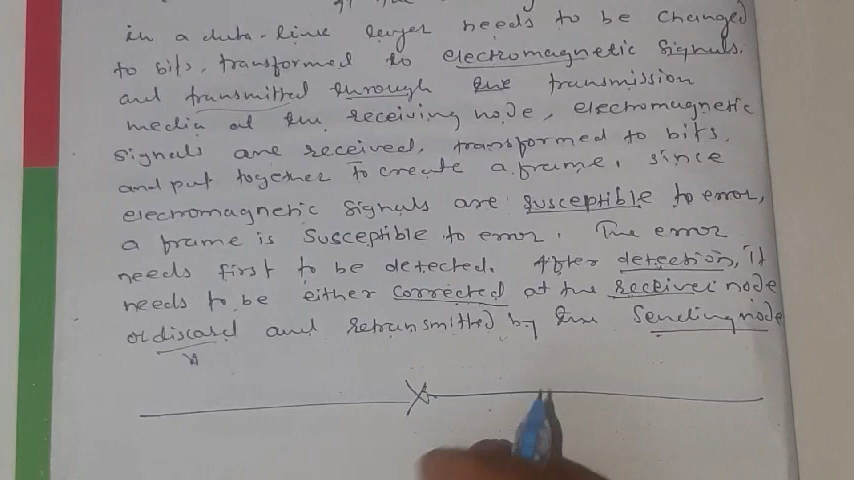 in a data-link layer needs to be changed
to bits, transformed to electromagnetic signals.
and transmitted through the transmission
media at the receiving node, electromagnetic
signals are received, transformed to bits,
and put together to create a frame. since
electromagnetic signals are susceptible to error,
a frame is susceptible to error. The error
needs first to be detected. After detection, it
needs to be either corrected at the receiver node
or discard and retransmitted by the sending node